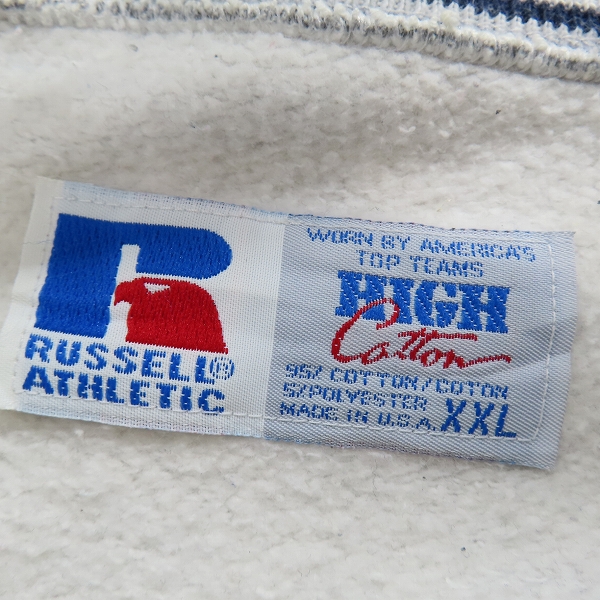 RUSSELL®
ATHLETIC
WORN BY AMERICA'S
TOP TEAMS
HIGH
Cotton
95% COTTON/COTON
5% POLYESTER
MADE IN U.S.A. XXL